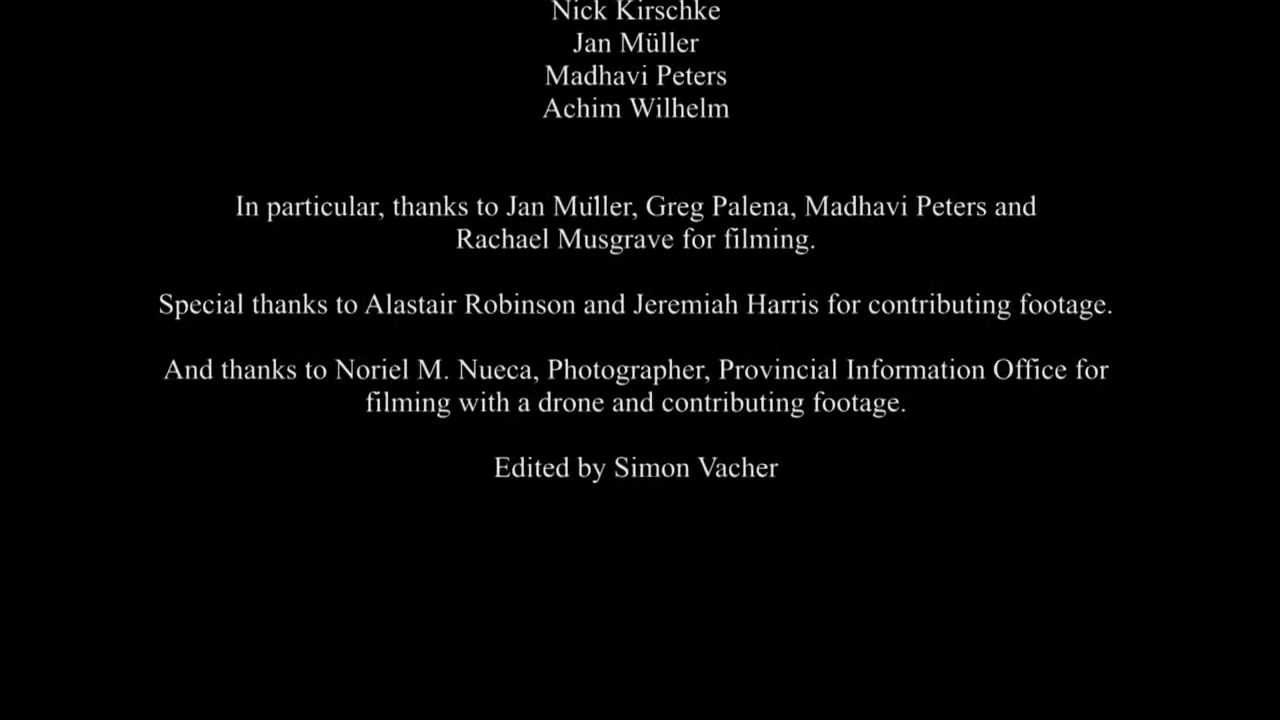 Nick Kirschke
Jan Müller
Madhavi Peters
Achim Wilhelm
In particular, thanks to Jan Müller, Greg Palena, Madhavi Peters and
Rachael Musgrave for filming.
Special thanks to Alastair Robinson and Jeremiah Harris for contributing footage.
And thanks to Noriel M. Nueca, Photographer, Provincial Information Office for
filming with a drone and contributing footage.
Edited by Simon Vacher